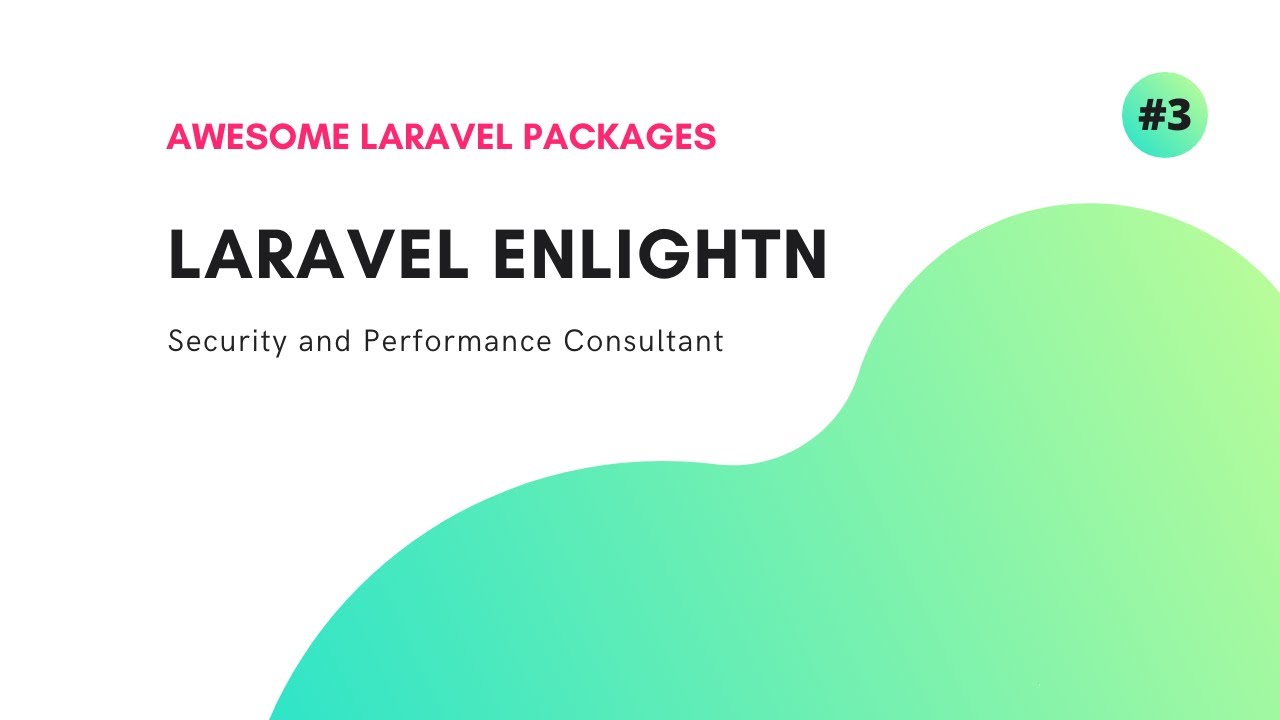 #3
AWESOME LARAVEL PACKAGES
LARAVEL ENLIGHTN
Security and Performance Consultant